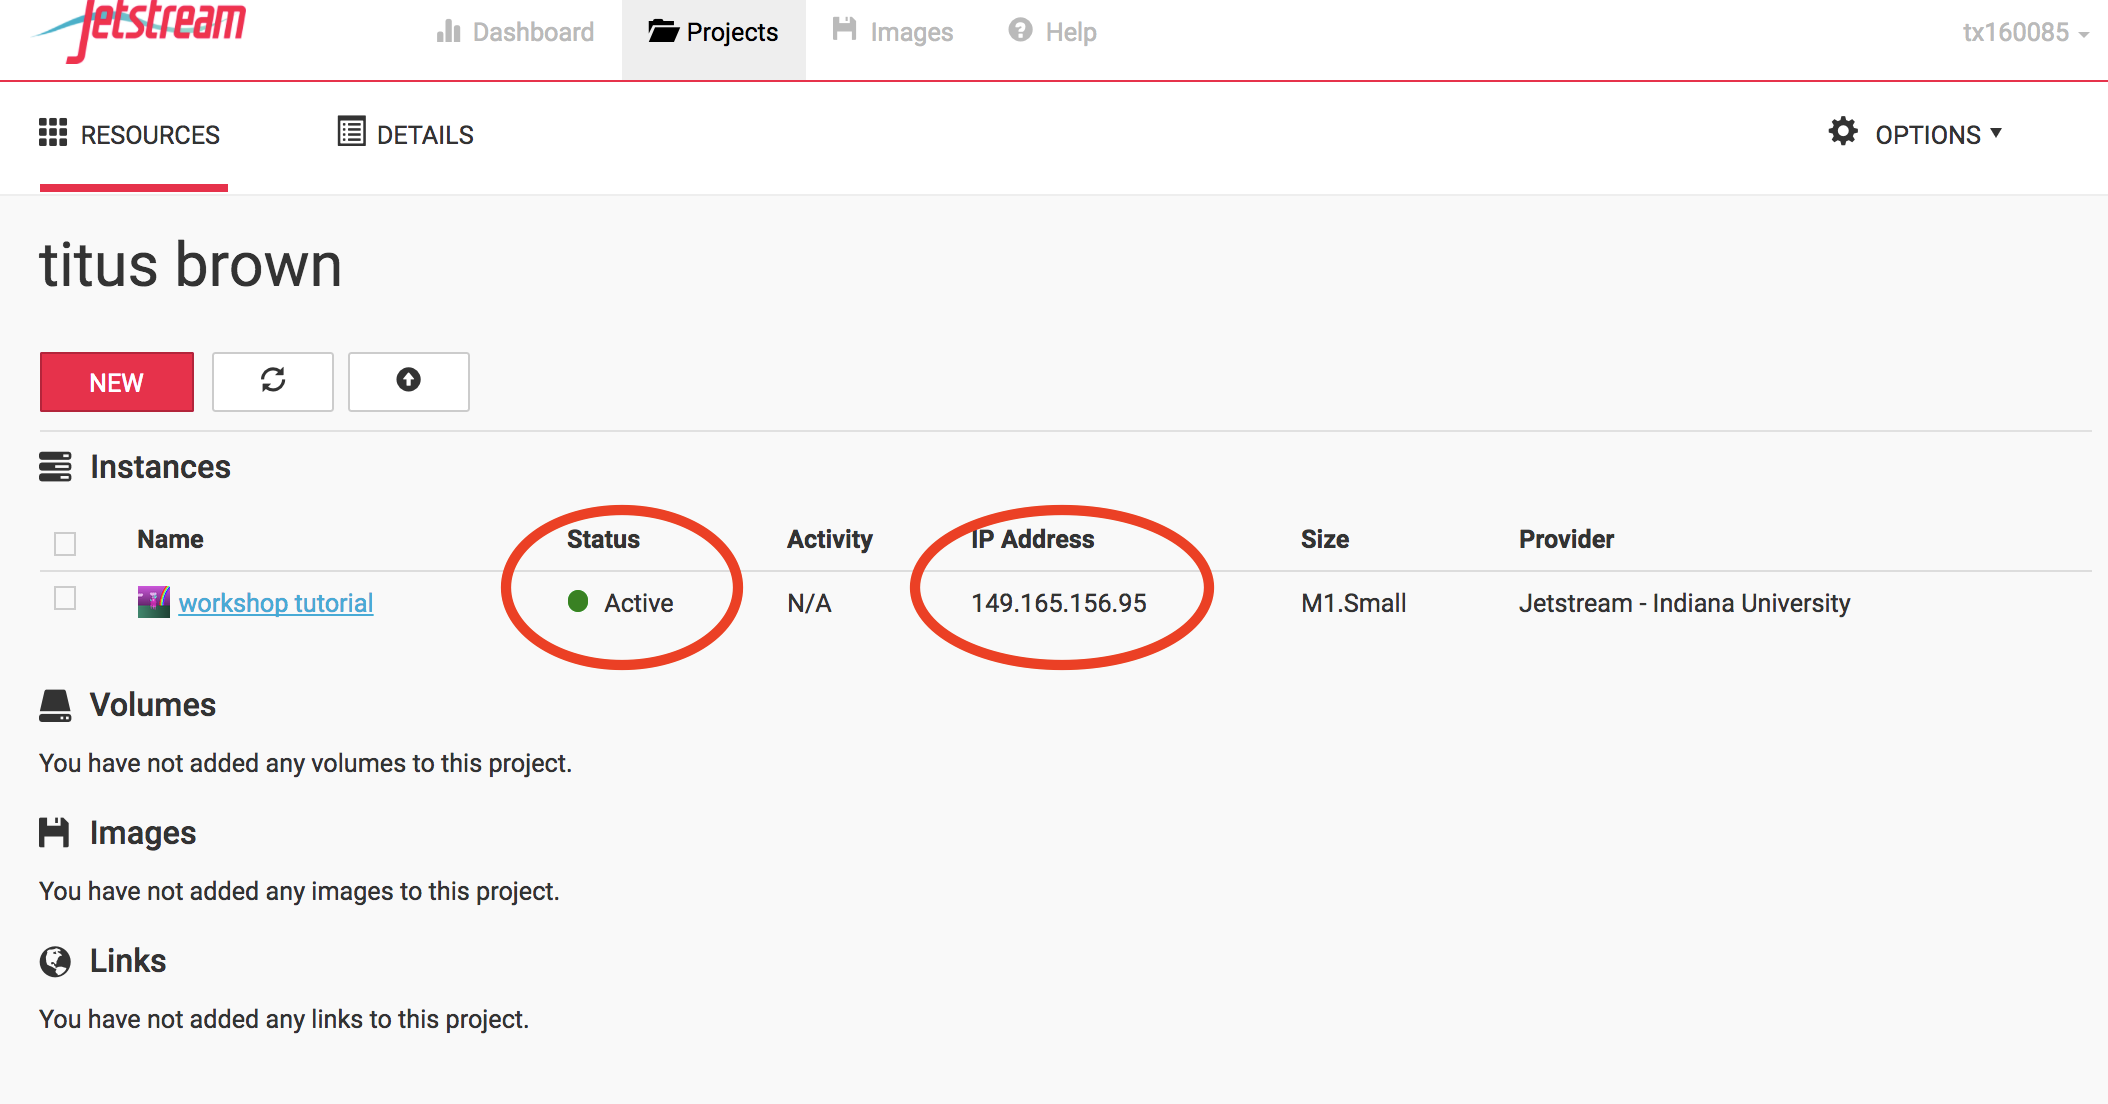 Jetstream Dashboard Projects Images Help tx160085
RESOURCES DETAILS OPTIONS
titus brown
NEW
Instances
Name Status Activity IP Address Size Provider
workshop tutorial Active N/A 149.165.156.95 M1.Small Jetstream - Indiana University
Volumes
You have not added any volumes to this project.
Images
You have not added any images to this project.
Links
You have not added any links to this project.